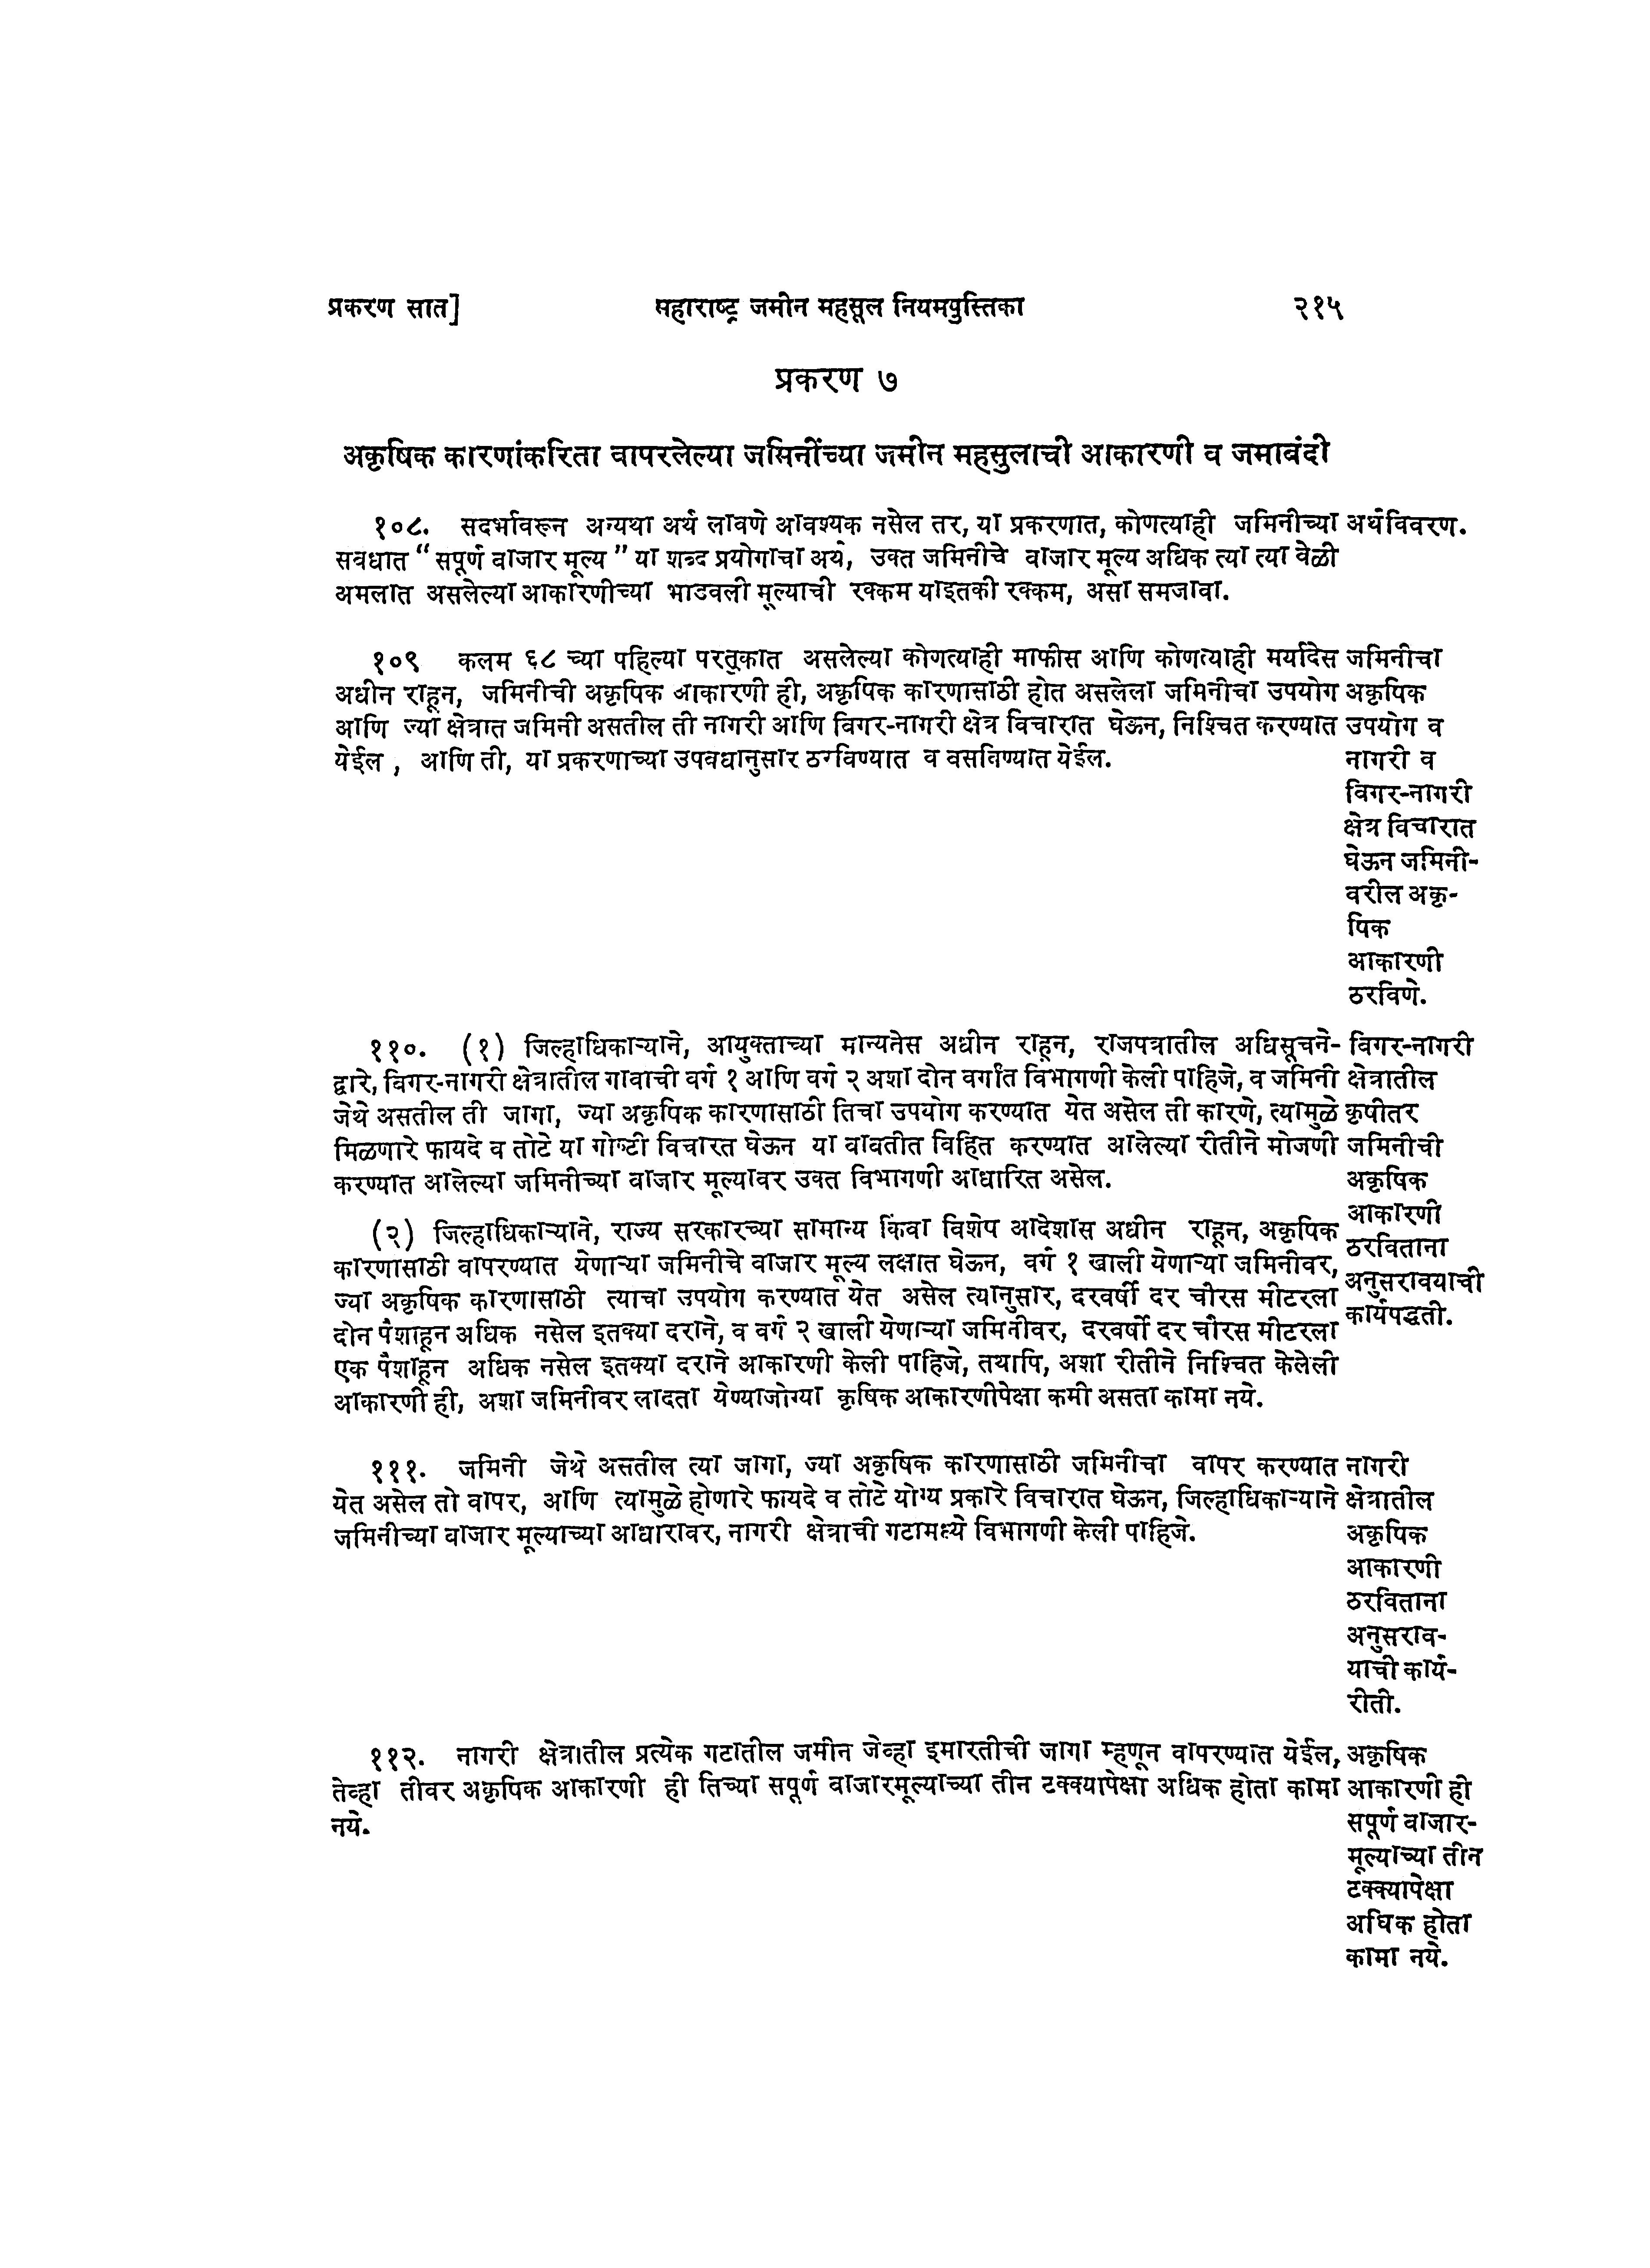 प्रकरण सात]
महाराष्ट्र जमीन महसूल नियमपुस्तिका
२१५
प्रकरण ७
अकृषिक कारणांकरिता वापरलेल्या जमिनींच्या जमीन महसुलाची आकारणी व जमाबंदी
१०८. सदर्भावरून अन्यथा अर्थ लावणे आवश्यक नसेल तर, या प्रकरणात, कोणत्याही जमिनीच्या
सबधात “ सपूर्ण बाजार मूल्य ” या शब्द प्रयोगाचा अर्थ, उक्त जमिनीचे बाजार मूल्य अधिक त्या त्या वेळी
अमलात असलेल्या आकारणीच्या भाडवली मूल्याची रक्कम याइतकी रक्कम, असा समजावा.
अर्थविवरण.
१०९ कलम ६८ च्या पहिल्या परतुकात असलेल्या कोणत्याही माफीस आणि कोणत्याही मर्यादेस
अधीन राहून, जमिनीची अकृषिक आकारणी ही, अकृषिक कारणासाठी होत असलेला जमिनीचा उपयोग
आणि ज्या क्षेत्रात जमिनी असतील ती नागरी आणि बिगर-नागरी क्षेत्र विचारात घेऊन, निश्चित करण्यात
येईल , आणि ती, या प्रकरणाच्या उपबधानुसार ठरविण्यात व बसविण्यात येईल.
जमिनीचा
अकृषिक
उपयोग व
नागरी व
बिगर-नागरी
क्षेत्र विचारात
घेऊन जमिनी-
वरील अकृ-
षिक
आकारणी
ठरविणे.
११०. (१) जिल्हाधिकाऱ्याने, आयुक्ताच्या मान्यतेस अधीन राहून, राजपत्रातील अधिसूचने-
द्वारे, बिगर-नागरी क्षेत्रातील गावाची वर्ग १ आणि वर्ग २ अशा दोन वर्गांत विभागणी केली पाहिजे, व जमिनी
जेथे असतील ती जागा, ज्या अकृषिक कारणासाठी तिचा उपयोग करण्यात येत असेल ती कारणे, त्यामुळे
मिळणारे फायदे व तोटे या गोष्टी विचारत घेऊन या बाबतीत विहित करण्यात आलेल्या रीतीने मोजणी
करण्यात आलेल्या जमिनीच्या बाजार मूल्यावर उक्त विभागणी आधारित असेल.
(२) जिल्हाधिकाऱ्याने, राज्य सरकारच्या सामान्य किंवा विशेष आदेशास अधीन राहून, अकृषिक
कारणासाठी वापरण्यात येणाऱ्या जमिनीचे बाजार मूल्य लक्षात घेऊन, वर्ग १ खाली येणाऱ्या जमिनीवर,
ज्या अकृषिक कारणासाठी त्याचा उपयोग करण्यात येत असेल त्यानुसार, दरवर्षी दर चौरस मीटरला
दोन पैशाहून अधिक नसेल इतक्या दराने, व वर्ग २ खाली येणाऱ्या जमिनीवर, दरवर्षी दर चौरस मीटरला
एक पैशाहून अधिक नसेल इतक्या दराने आकारणी केली पाहिजे, तथापि, अशा रीतीने निश्चित केलेली
आकारणी ही, अशा जमिनीवर लादता येण्याजोग्या कृषिक आकारणीपेक्षा कमी असता कामा नये.
बिगर-नागरी
क्षेत्रातील
कृषीतर
जमिनीची
अकृषिक
आकारणी
ठरविताना
अनुसरावयाची
कार्यपद्धती.
१११. जमिनी जेथे असतील त्या जागा, ज्या अकृषिक कारणासाठी जमिनीचा वापर करण्यात
येत असेल तो वापर, आणि त्यामुळे होणारे फायदे व तोटे योग्य प्रकारे विचारात घेऊन, जिल्हाधिकाऱ्याने
जमिनीच्या बाजार मूल्याच्या आधारावर, नागरी क्षेत्राची गटामध्ये विभागणी केली पाहिजे.
नागरी
क्षेत्रातील
अकृषिक
आकारणी
ठरविताना
अनुसराव-
याची कार्य-
रीती.
११२. नागरी क्षेत्रातील प्रत्येक गटातील जमीन जेव्हा इमारतीची जागा म्हणून वापरण्यात येईल,
तेव्हा तीवर अकृषिक आकारणी ही तिच्या सपूर्ण बाजारमूल्याच्या तीन टक्क्यापेक्षा अधिक होता कामा
नये.
अकृषिक
आकारणी ही
सपूर्ण बाजार-
मूल्याच्या तीन
टक्क्यापेक्षा
अधिक होता
कामा नये.